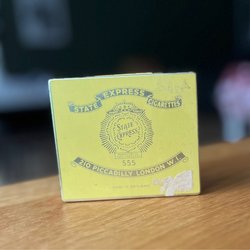 STATE EXPRESS CIGARETTES
STATE
EXPRESS
555
210 PICCADILLY LONDON W.1.